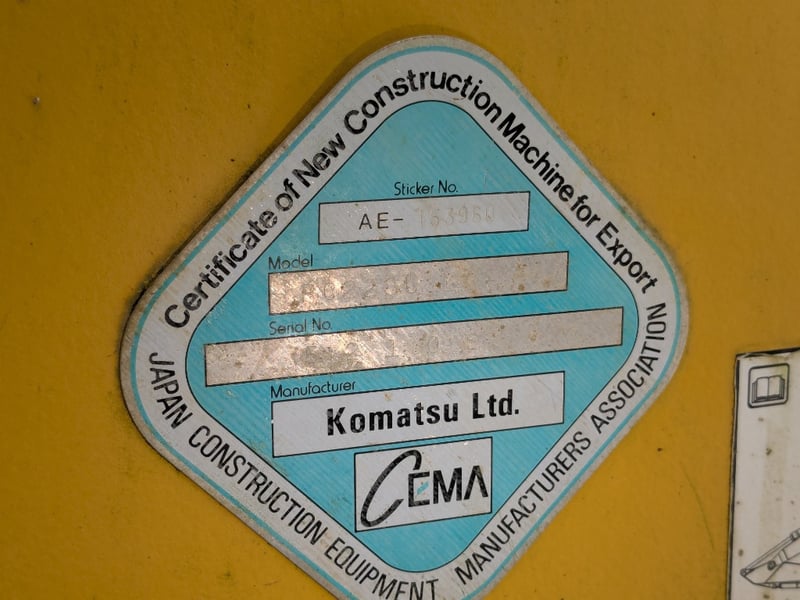 Certificate of New Construction Machine for Export
Sticker No.
AE-
Model
Serial No.
Manufacturer
Komatsu Ltd.
CEMA
JAPAN CONSTRUCTION EQUIPMENT MANUFACTURERS ASSOCIATION